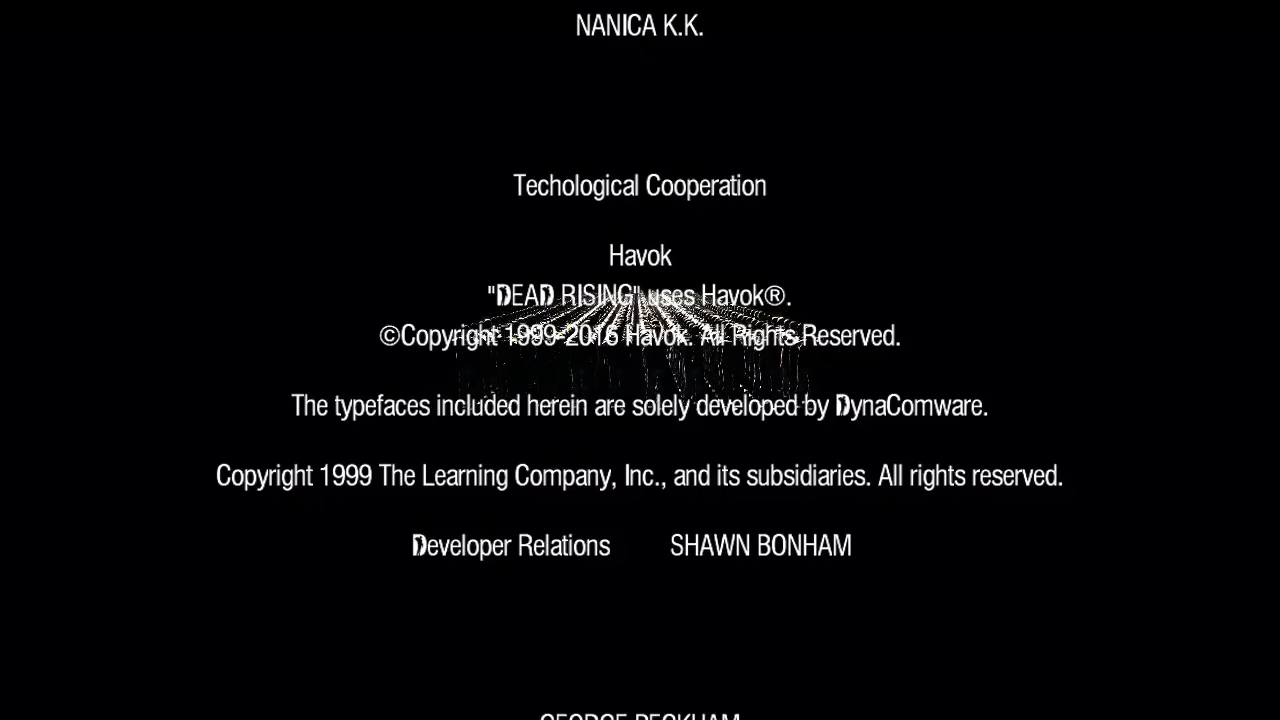 NANICA K.K.
Techological Cooperation
Havok
"DEAD RISING" uses Havok®.
©Copyright 1999-2016 Havok. All Rights Reserved.
The typefaces included herein are solely developed by DynaComware.
Copyright 1999 The Learning Company, Inc., and its subsidiaries. All rights reserved.
Developer Relations SHAWN BONHAM
GEORGE PECKHAM